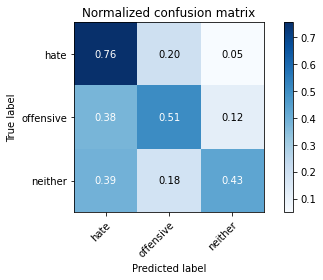 Normalized confusion matrix
True label
hate
offensive
neither
0.76 0.20 0.05
0.38 0.51 0.12
0.39 0.18 0.43
hate
offensive
neither
Predicted label
0.7
0.6
0.5
0.4
0.3
0.2
0.1